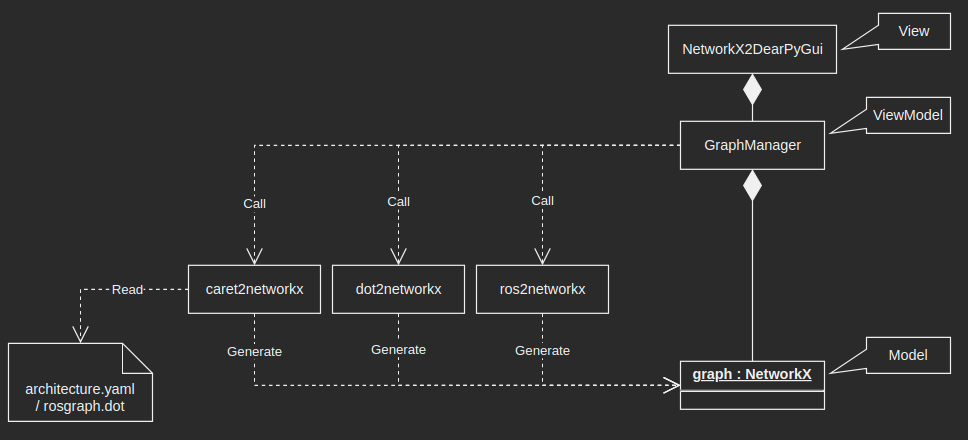 View
NetworkX2DearPyGui
ViewModel
GraphManager
Call
Call
Call
caret2networkx
dot2networkx
ros2networkx
Read
Generate
Generate
Generate
architecture.yaml
/ rosgraph.dot
graph : NetworkX
Model